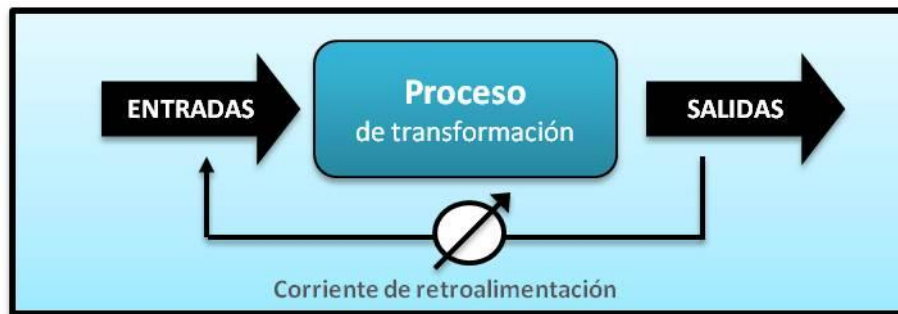 ENTRADAS
Proceso
de transformación
SALIDAS
Corriente de retroalimentación